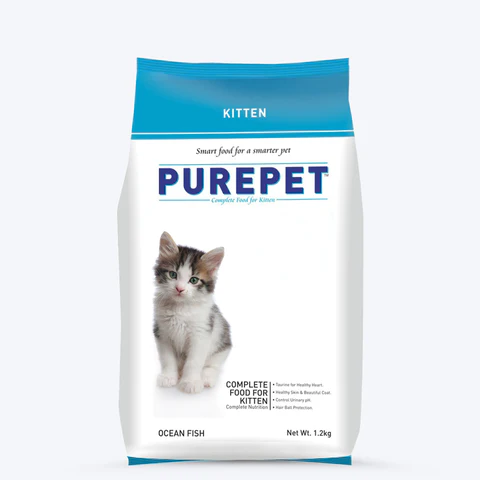 KITTEN
Smart food for a smarter pet
PUREPET™
Complete Food for Kitten
COMPLETE
FOOD FOR
KITTEN
Complete Nutrition
• Taurine for Healthy Heart.
• Healthy Skin & Beautiful Coat.
• Control Urinary pH
• Hair Ball Protection.
OCEAN FISH
Net Wt. 1.2kg